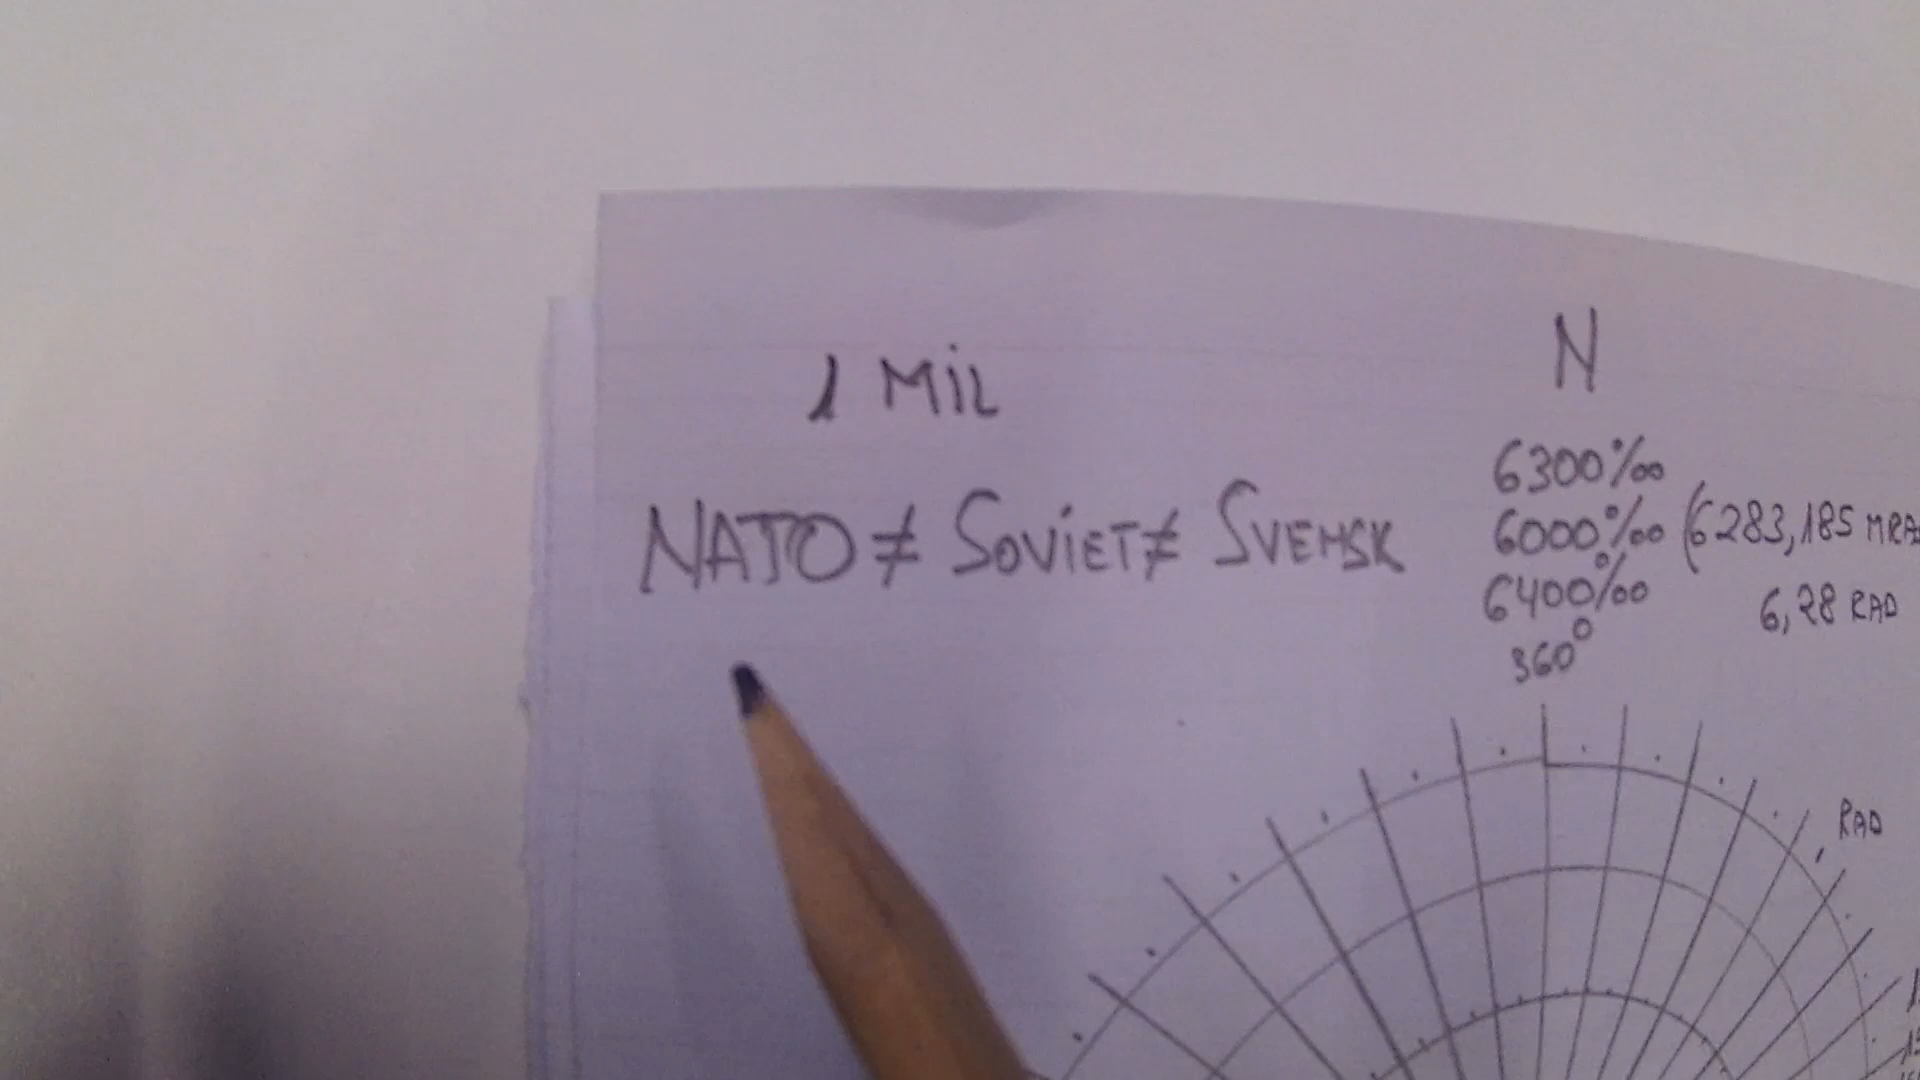 1 MiL
NATO ≠ SOViET ≠ SVENSK
N
6300‰
6000‰ (6283,185 MRA
6400‰
6,28 RAD
360°
RAD